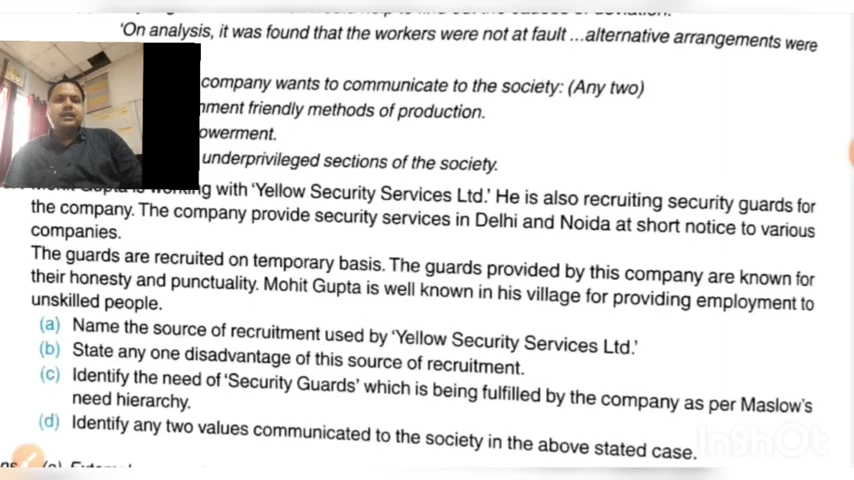 'On analysis, it was found that the workers were not at fault ...alternative arrangements were
company wants to communicate to the society: (Any two)
nment friendly methods of production.
owerment.
underprivileged sections of the society.
Mohit Gupta is working with 'Yellow Security Services Ltd.' He is also recruiting security guards for
the company. The company provide security services in Delhi and Noida at short notice to various
companies.
The guards are recruited on temporary basis. The guards provided by this company are known for
their honesty and punctuality. Mohit Gupta is well known in his village for providing employment to
unskilled people.
(a) Name the source of recruitment used by 'Yellow Security Services Ltd.'
(b) State any one disadvantage of this source of recruitment.
(c) Identify the need of 'Security Guards' which is being fulfilled by the company as per Maslow's
need hierarchy.
(d) Identify any two values communicated to the society in the above stated case.
InShOt